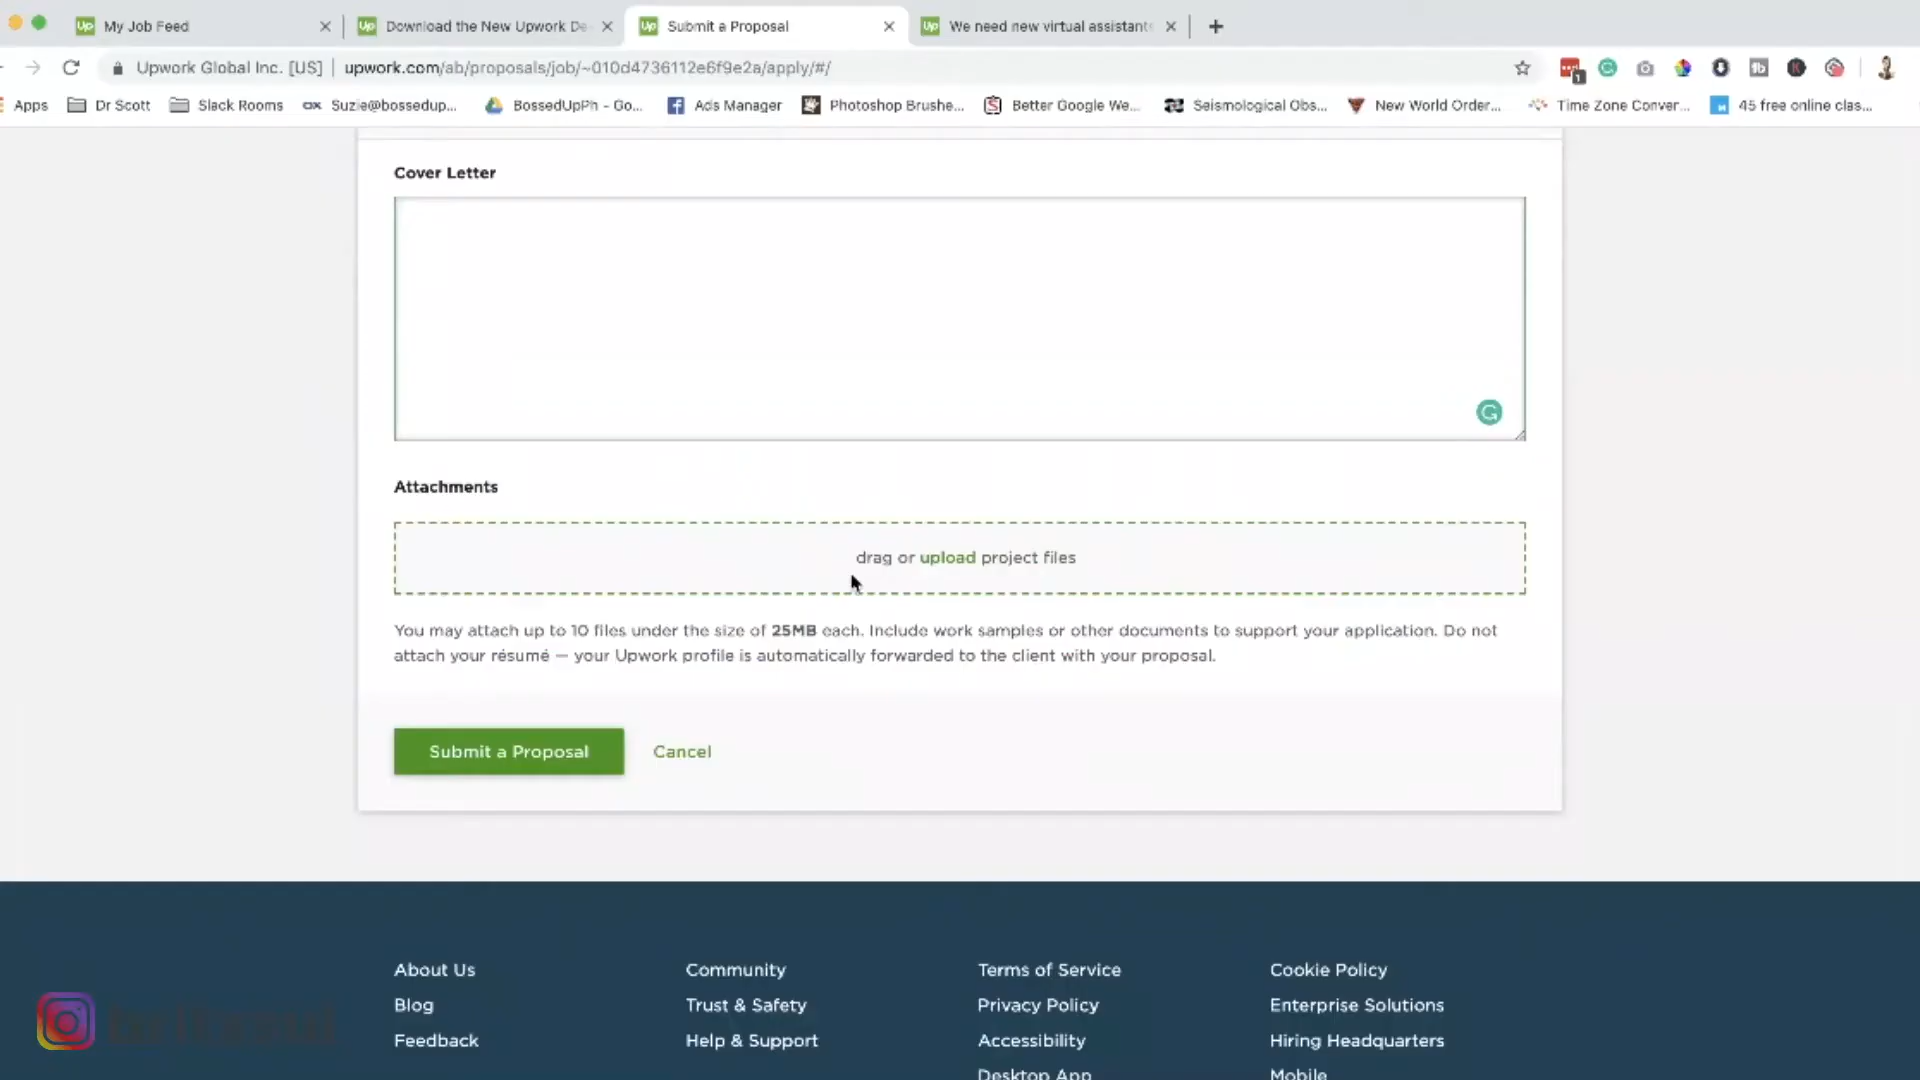 My Job Feed
Download the New Upwork De
Submit a Proposal
We need new virtual assistant
Upwork Global Inc. [US] | upwork.com/ab/proposals/job/~010d4736112e6f9e2a/apply/#/
Apps
Dr Scott
Slack Rooms
Suzie@bossedup...
BossedUpPh - Go...
Ads Manager
Photoshop Brushe...
Better Google We...
Seismological Obs...
New World Order...
Time Zone Conver...
45 free online clas...
Cover Letter
Attachments
drag or upload project files
You may attach up to 10 files under the size of 25MB each. Include work samples or other documents to support your application. Do not
attach your résumé — your Upwork profile is automatically forwarded to the client with your proposal.
Submit a Proposal
Cancel
About Us
Community
Terms of Service
Cookie Policy
Blog
Trust & Safety
Privacy Policy
Enterprise Solutions
Feedback
Help & Support
Accessibility
Hiring Headquarters
Desktop App
Mobile